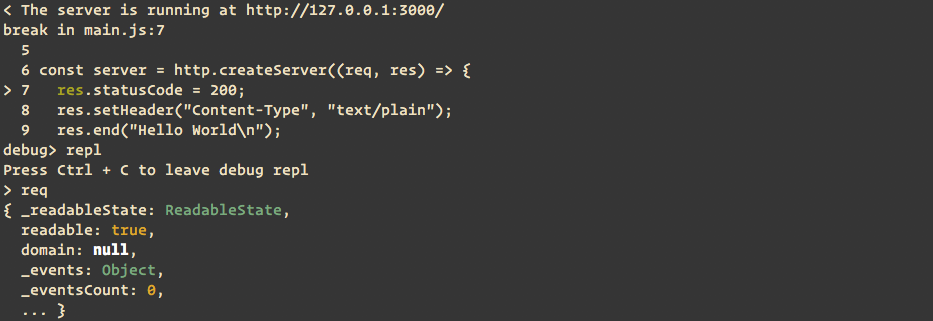 < The server is running at http://127.0.0.1:3000/
break in main.js:7
  5
  6 const server = http.createServer((req, res) => {
> 7   res.statusCode = 200;
  8   res.setHeader("Content-Type", "text/plain");
  9   res.end("Hello World\n");
debug> repl
Press Ctrl + C to leave debug repl
> req
{ _readableState: ReadableState,
  readable: true,
  domain: null,
  _events: Object,
  _eventsCount: 0,
  ... }